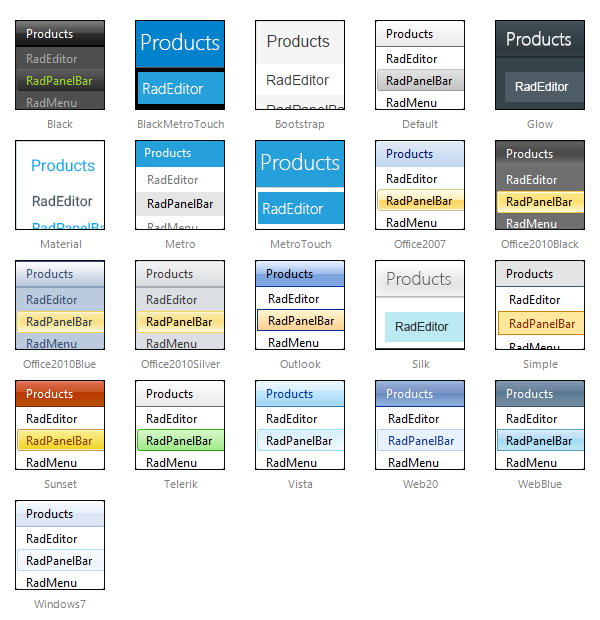 Products
RadEditor
RadPanelBar
RadMenu
Black
Products
RadEditor
BlackMetroTouch
Products
RadEditor
RadPanelBar
Bootstrap
Products
RadEditor
RadPanelBar
RadMenu
Default
Products
RadEditor
Glow
Products
RadEditor
RadPanelBar
Material
Products
RadEditor
RadPanelBar
RadMenu
Metro
Products
RadEditor
MetroTouch
Products
RadEditor
RadPanelBar
RadMenu
Office2007
Products
RadEditor
RadPanelBar
RadMenu
Office2010Black
Products
RadEditor
RadPanelBar
RadMenu
Office2010Blue
Products
RadEditor
RadPanelBar
RadMenu
Office2010Silver
Products
RadEditor
RadPanelBar
RadMenu
Outlook
Products
RadEditor
Silk
Products
RadEditor
RadPanelBar
RadMenu
Simple
Products
RadEditor
RadPanelBar
RadMenu
Sunset
Products
RadEditor
RadPanelBar
RadMenu
Telerik
Products
RadEditor
RadPanelBar
RadMenu
Vista
Products
RadEditor
RadPanelBar
RadMenu
Web20
Products
RadEditor
RadPanelBar
RadMenu
WebBlue
Products
RadEditor
RadPanelBar
RadMenu
Windows7